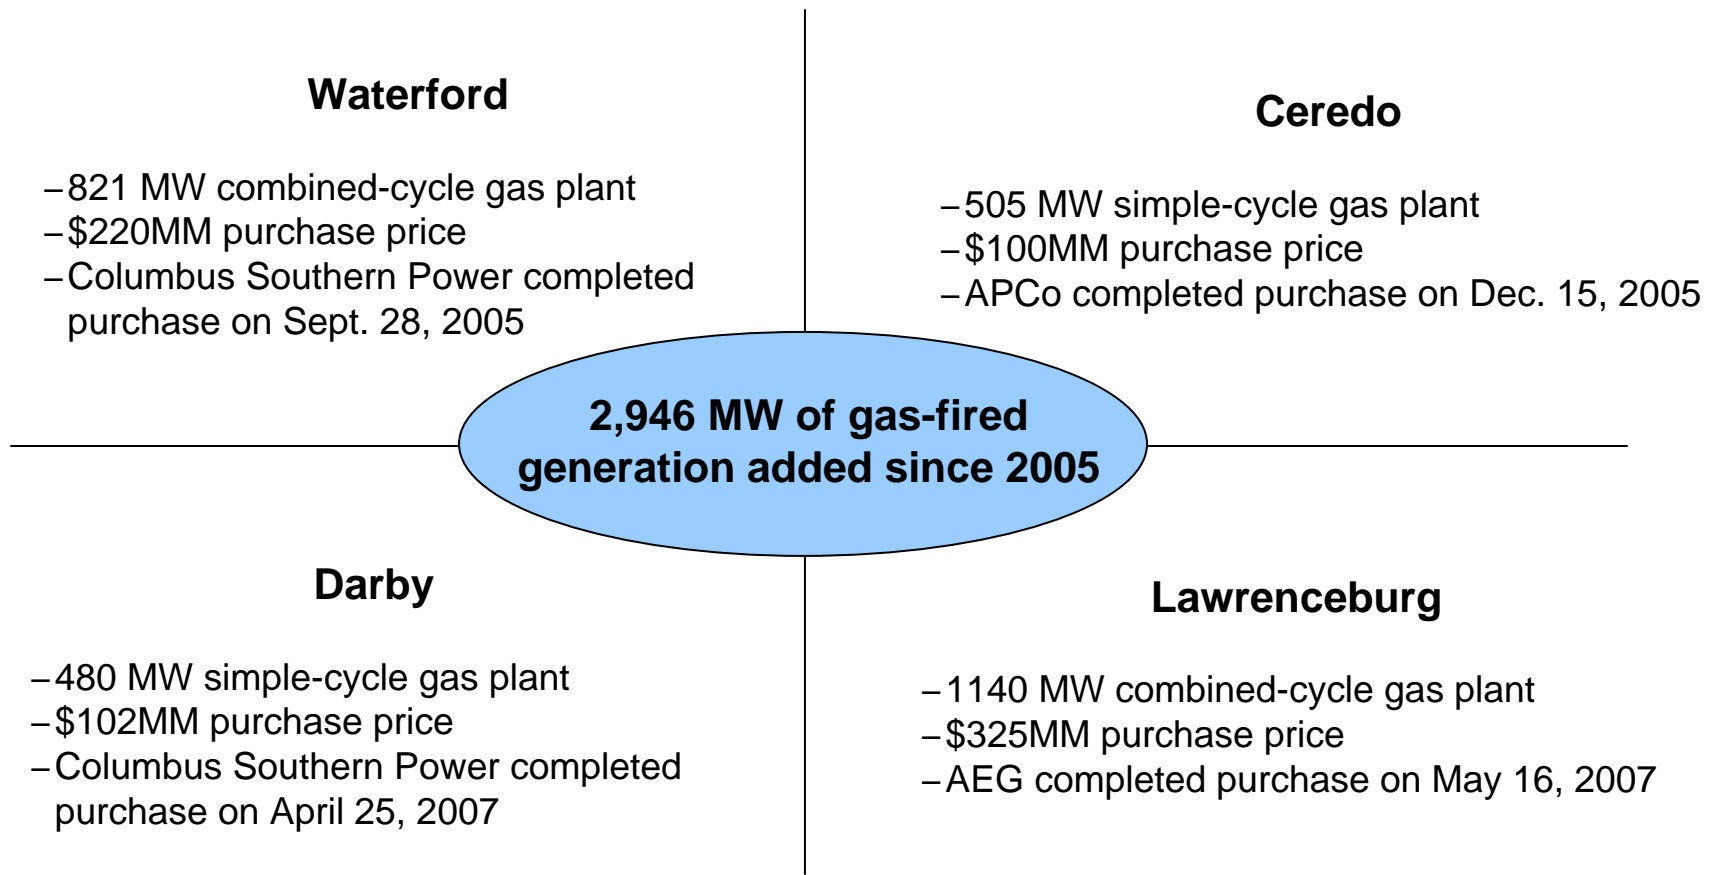 Waterford
–821 MW combined-cycle gas plant
–$220MM purchase price
–Columbus Southern Power completed
purchase on Sept. 28, 2005
Ceredo
–505 MW simple-cycle gas plant
–$100MM purchase price
–APCo completed purchase on Dec. 15, 2005
2,946 MW of gas-fired
generation added since 2005
Darby
–480 MW simple-cycle gas plant
–$102MM purchase price
–Columbus Southern Power completed
purchase on April 25, 2007
Lawrenceburg
–1140 MW combined-cycle gas plant
–$325MM purchase price
–AEG completed purchase on May 16, 2007